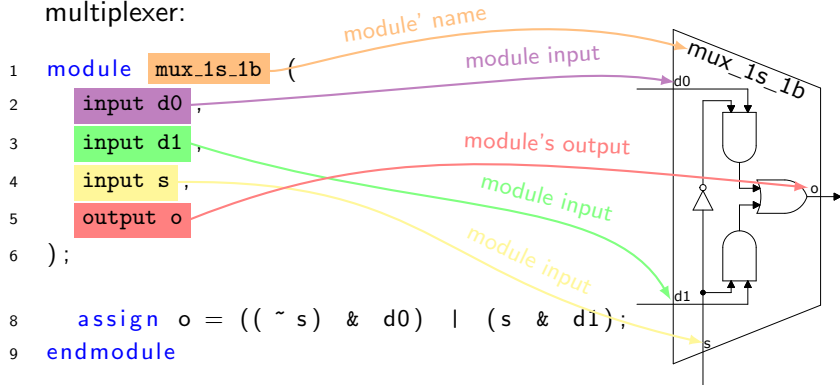 multiplexer:
module' name
1 module mux_1s_1b (
module input
mux_1s_1b
2 input d0 ,
d0
3 input d1 ,
module's output
4 input s ,
module input
o
5 output o
module input
6 ) ;
d1
8 assign o = (( ~ s) & d0) | (s & d1);
s
9 endmodule